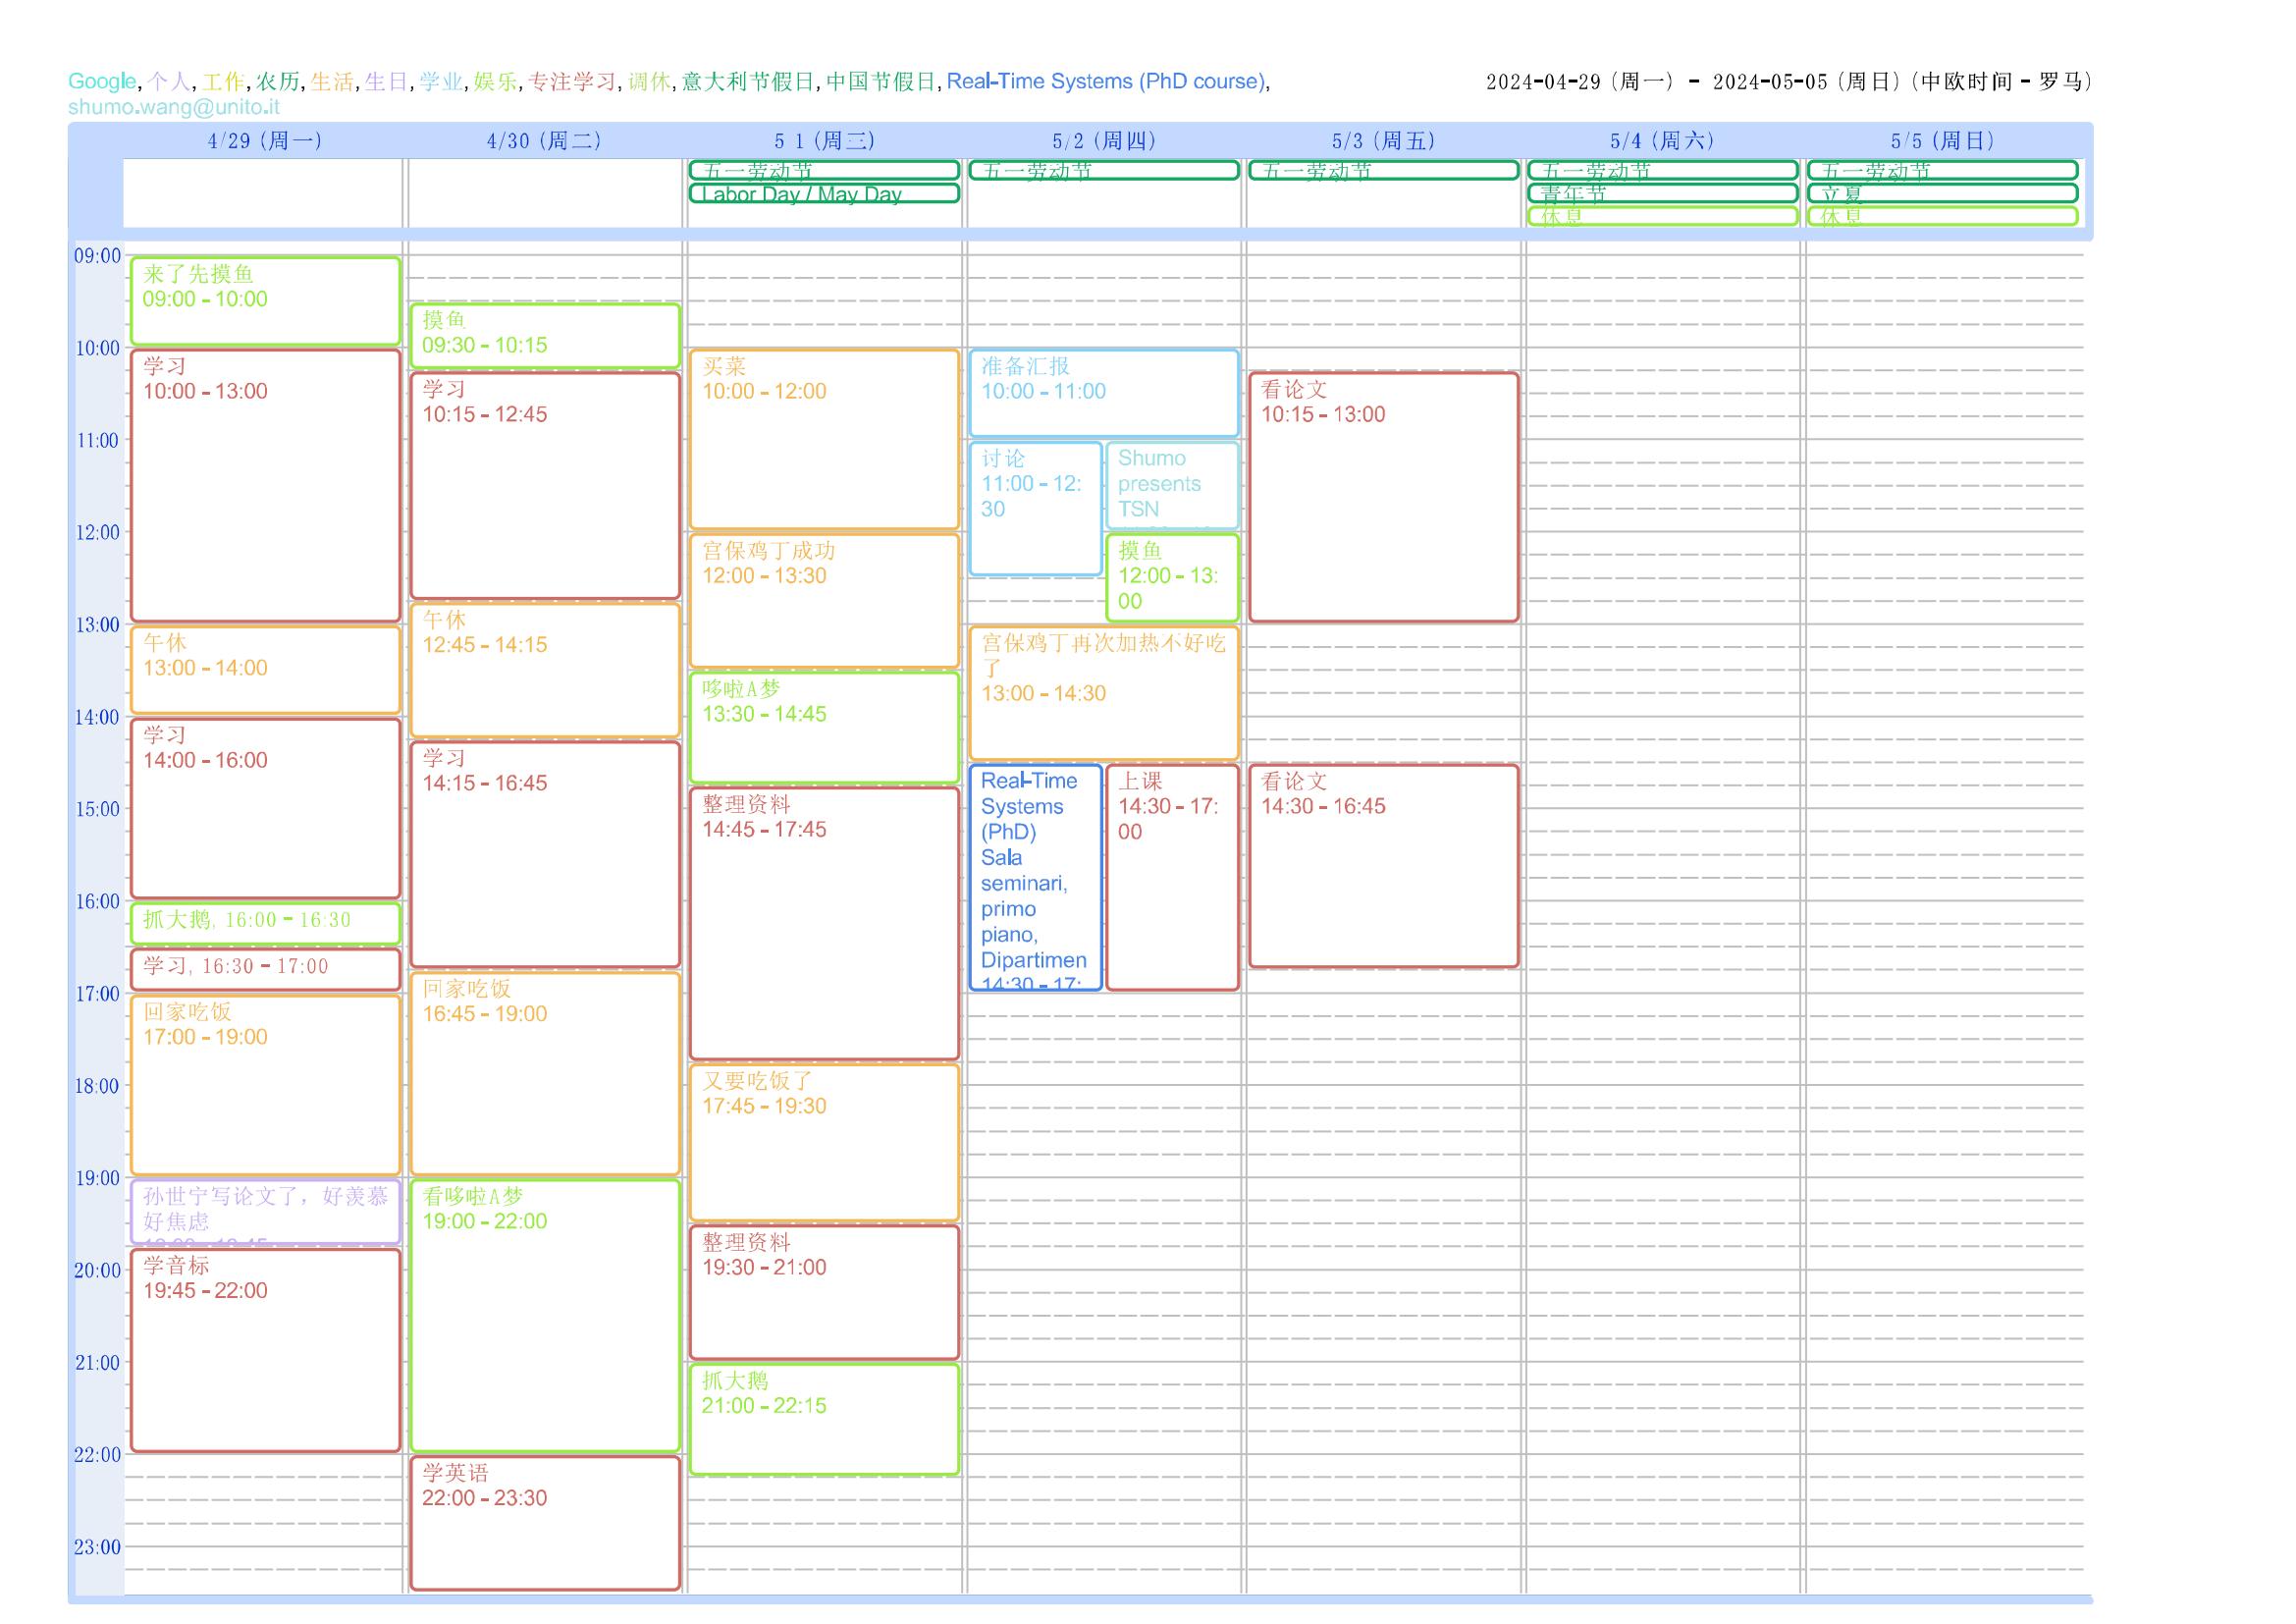 Google, 个人, 工作, 农历, 生活, 生日, 学业, 娱乐, 专注学习, 调休, 意大利节假日, 中国节假日, Real-Time Systems (PhD course),
shumo.wang@unito.it
2024-04-29 (周一) - 2024-05-05 (周日) (中欧时间 - 罗马)
4/29 (周一) 4/30 (周二) 5 1 (周三) 5/2 (周四) 5/3 (周五) 5/4 (周六) 5/5 (周日)
五一劳动节 五一劳动节 五一劳动节 五一劳动节 五一劳动节
Labor Day / May Day 青年节 立夏
休息 休息
09:00
10:00
11:00
12:00
13:00
14:00
15:00
16:00
17:00
18:00
19:00
20:00
21:00
22:00
23:00
来了先摸鱼
09:00 - 10:00
学习
10:00 - 13:00
午休
13:00 - 14:00
学习
14:00 - 16:00
抓大鹅, 16:00 - 16:30
学习, 16:30 - 17:00
回家吃饭
17:00 - 19:00
孙世宁写论文了，好羡慕
好焦虑
19:00 - 19:45
学音标
19:45 - 22:00
摸鱼
09:30 - 10:15
学习
10:15 - 12:45
午休
12:45 - 14:15
学习
14:15 - 16:45
回家吃饭
16:45 - 19:00
看哆啦A梦
19:00 - 22:00
学英语
22:00 - 23:30
买菜
10:00 - 12:00
宫保鸡丁成功
12:00 - 13:30
哆啦A梦
13:30 - 14:45
整理资料
14:45 - 17:45
又要吃饭了
17:45 - 19:30
整理资料
19:30 - 21:00
抓大鹅
21:00 - 22:15
准备汇报
10:00 - 11:00
讨论
11:00 - 12:
30
Shumo
presents
TSN
摸鱼
12:00 - 13:
00
宫保鸡丁再次加热不好吃
了
13:00 - 14:30
Real-Time
Systems
(PhD)
Sala
seminari,
primo
piano,
Dipartimen
14:30 - 17:
上课
14:30 - 17:
00
看论文
10:15 - 13:00
看论文
14:30 - 16:45